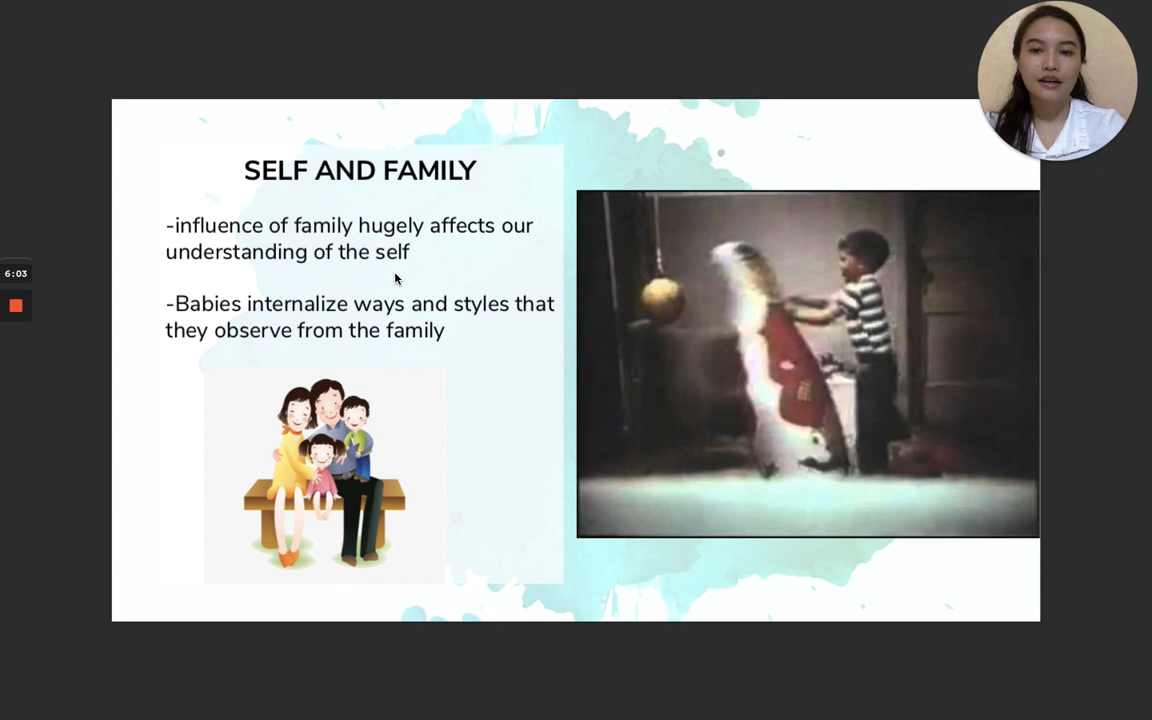 SELF AND FAMILY
-influence of family hugely affects our
understanding of the self
-Babies internalize ways and styles that
they observe from the family
6:03